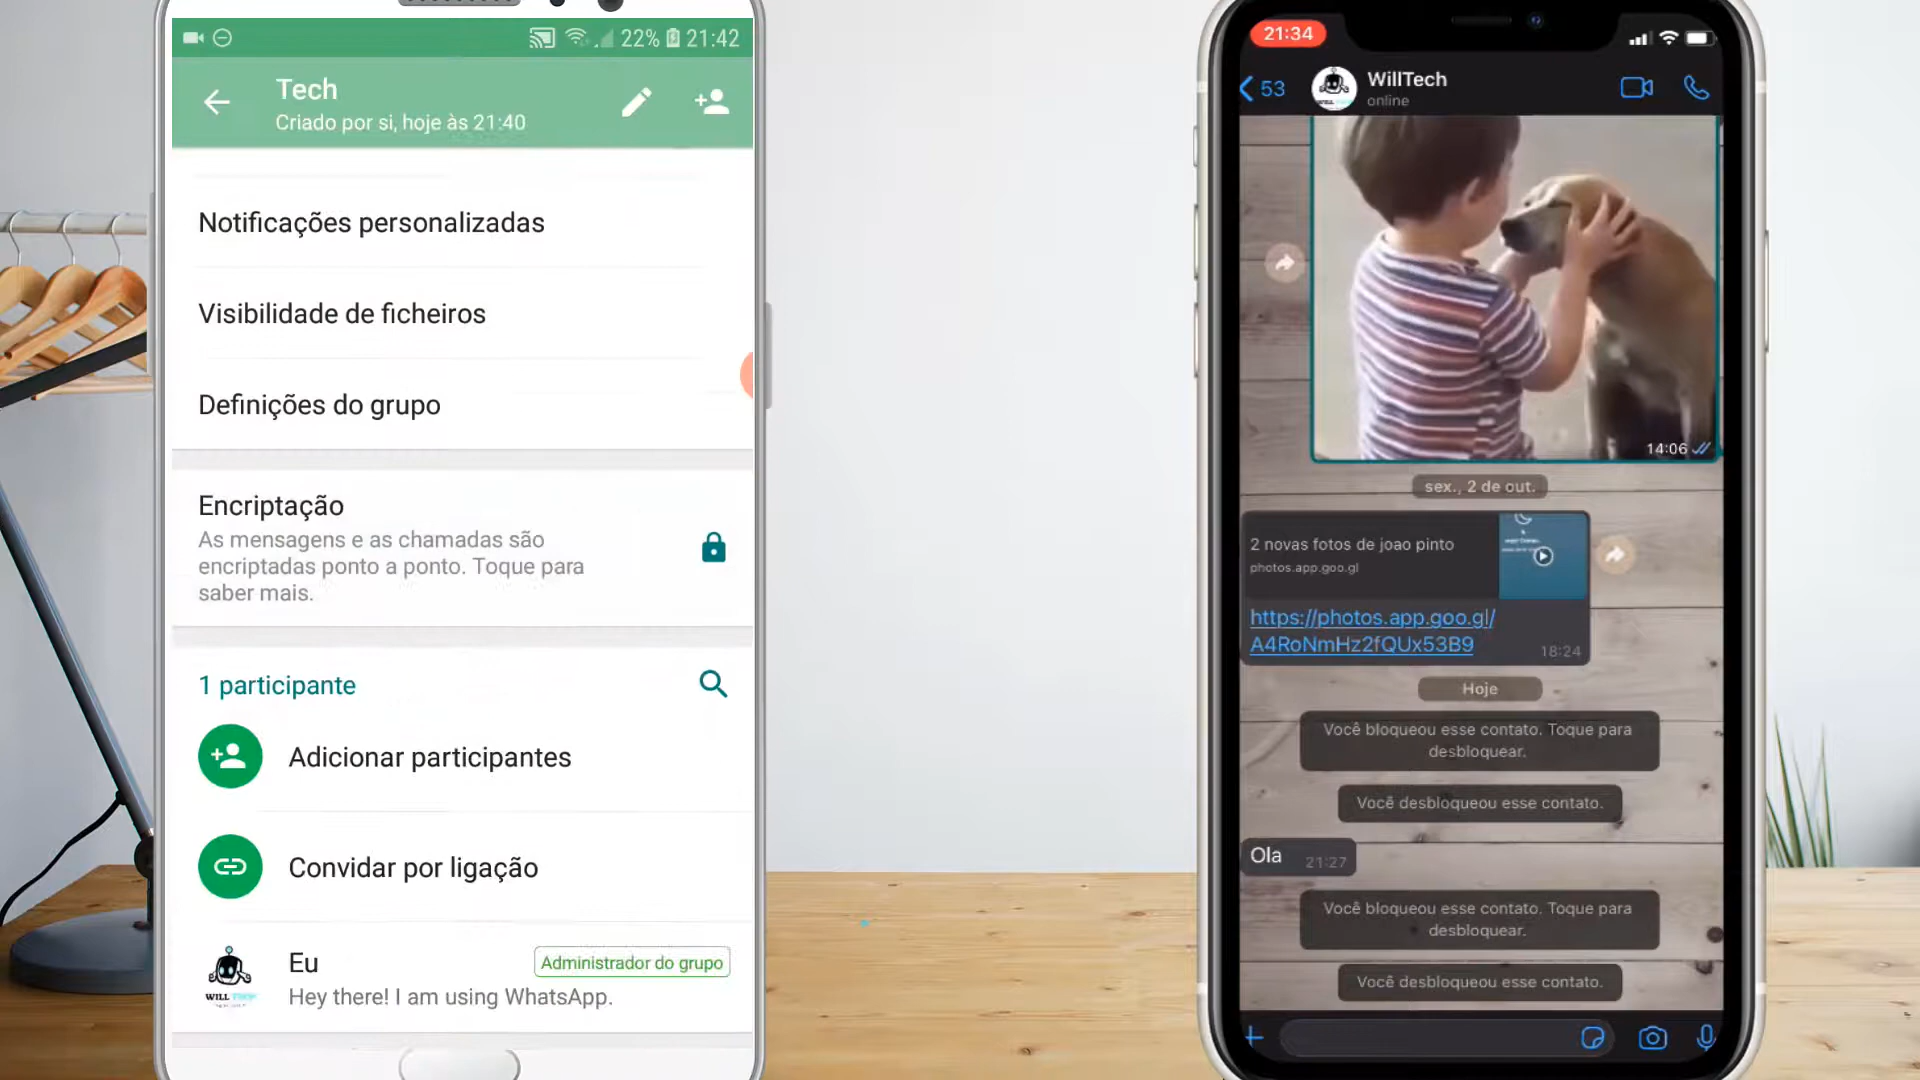 22% 21:42
Tech
Criado por si, hoje às 21:40
Notificações personalizadas
Visibilidade de ficheiros
Definições do grupo
Encriptação
As mensagens e as chamadas são
encriptadas ponto a ponto. Toque para
saber mais.
1 participante
Adicionar participantes
Convidar por ligação
Eu
Administrador do grupo
Hey there! I am using WhatsApp.
WILL TECH
21:34
53
WillTech
online
14:06
sex., 2 de out.
2 novas fotos de joao pinto
photos.app.goo.gl
https://photos.app.goo.gl/
A4RoNmHz2fQUx53B9
18:24
Hoje
Você bloqueou esse contato. Toque para
desbloquear.
Você desbloqueou esse contato.
Ola
21:27
Você bloqueou esse contato. Toque para
desbloquear.
Você desbloqueou esse contato.